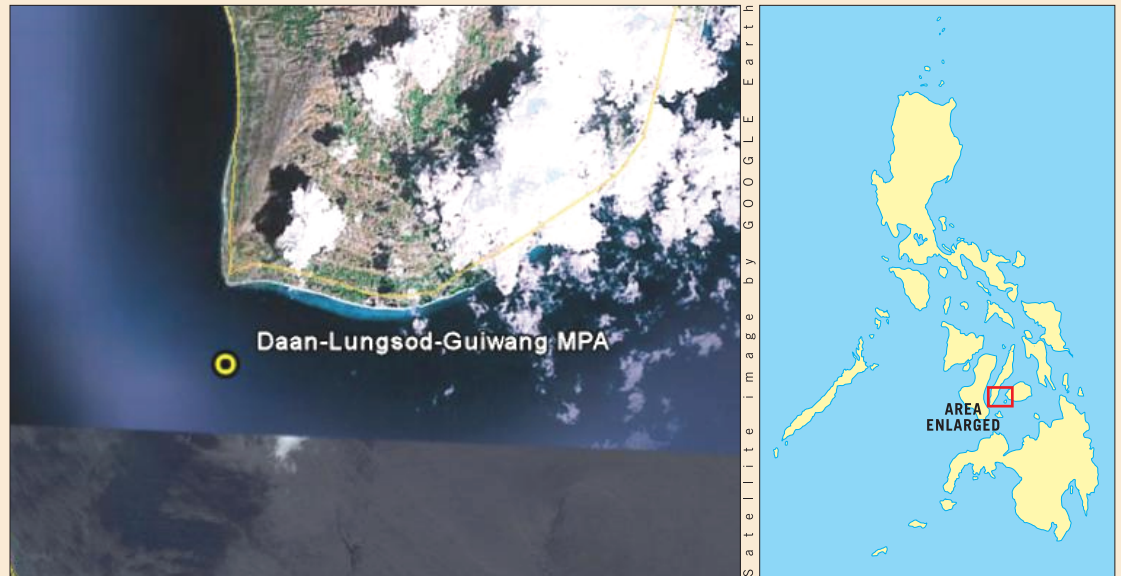 Daan-Lungsod-Guiwang MPA
Satellite image by GOOGLE Earth
AREA
ENLARGED